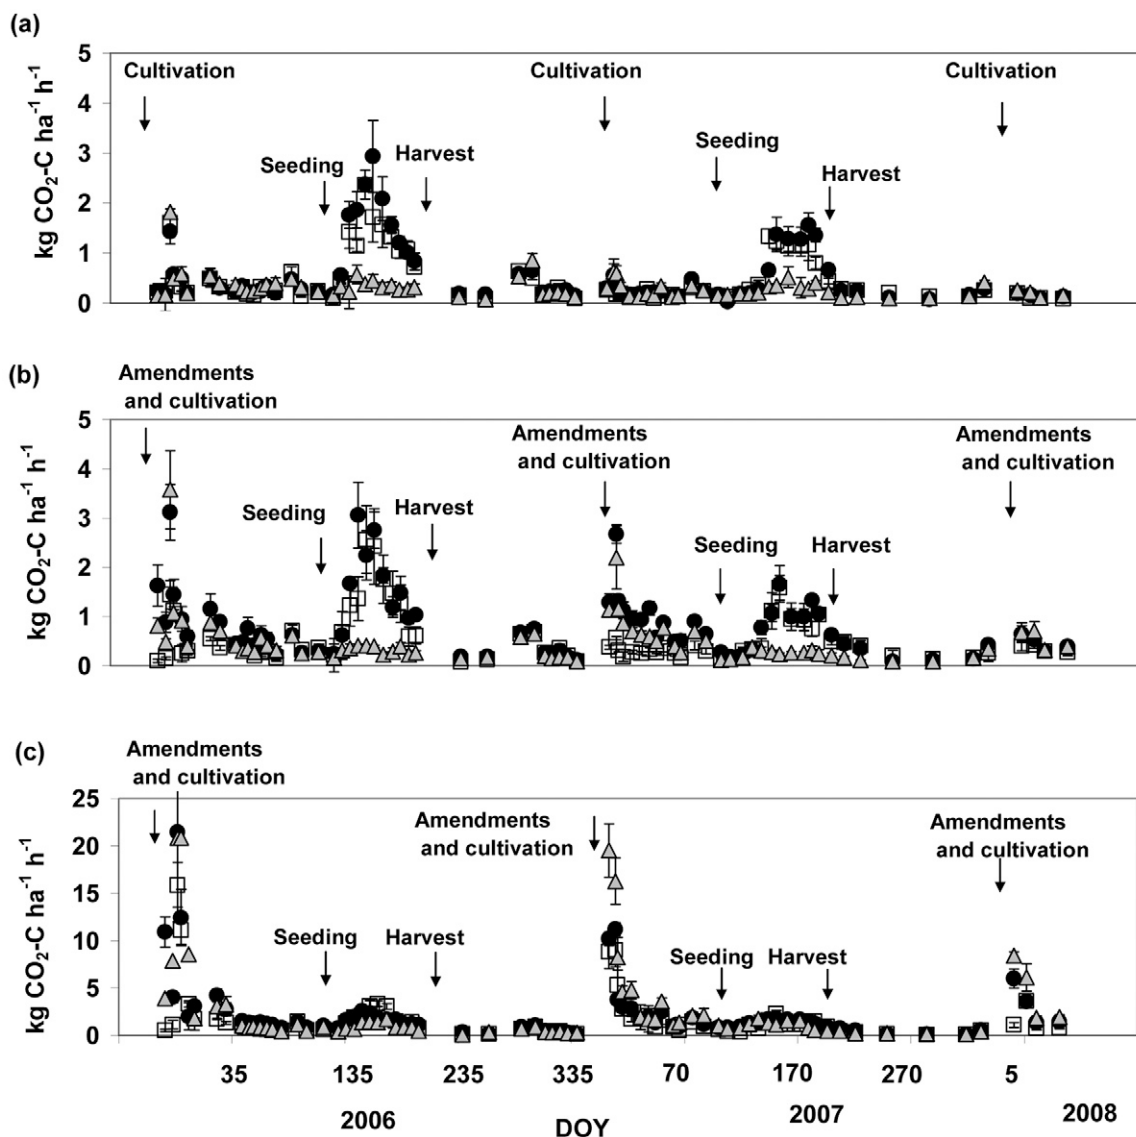 (a)
5
4
3
2
1
0
kg CO₂-C ha⁻¹ h⁻¹
Cultivation
Cultivation
Cultivation
Seeding
Harvest
Seeding
Harvest
(b)
Amendments
and cultivation
5
4
3
2
1
0
kg CO₂-C ha⁻¹ h⁻¹
Amendments
and cultivation
Amendments
and cultivation
Seeding
Harvest
Seeding
Harvest
(c)
Amendments
and cultivation
25
20
15
10
5
0
kg CO₂-C ha⁻¹ h⁻¹
Amendments
and cultivation
Amendments
and cultivation
Seeding
Harvest
Seeding
Harvest
35 135 235 335 70 170 270 5
2006 DOY 2007 2008